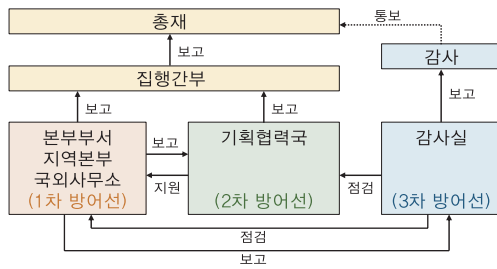 총재
통보
감사
보고
집행간부
보고
보고
보고
본부부서
지역본부
국외사무소
(1차 방어선)
보고
지원
기획협력국
(2차 방어선)
점검
감사실
(3차 방어선)
점검
보고